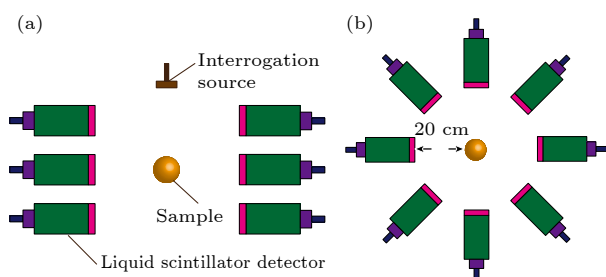 (a)
Interrogation
source
Sample
Liquid scintillator detector
(b)
20 cm